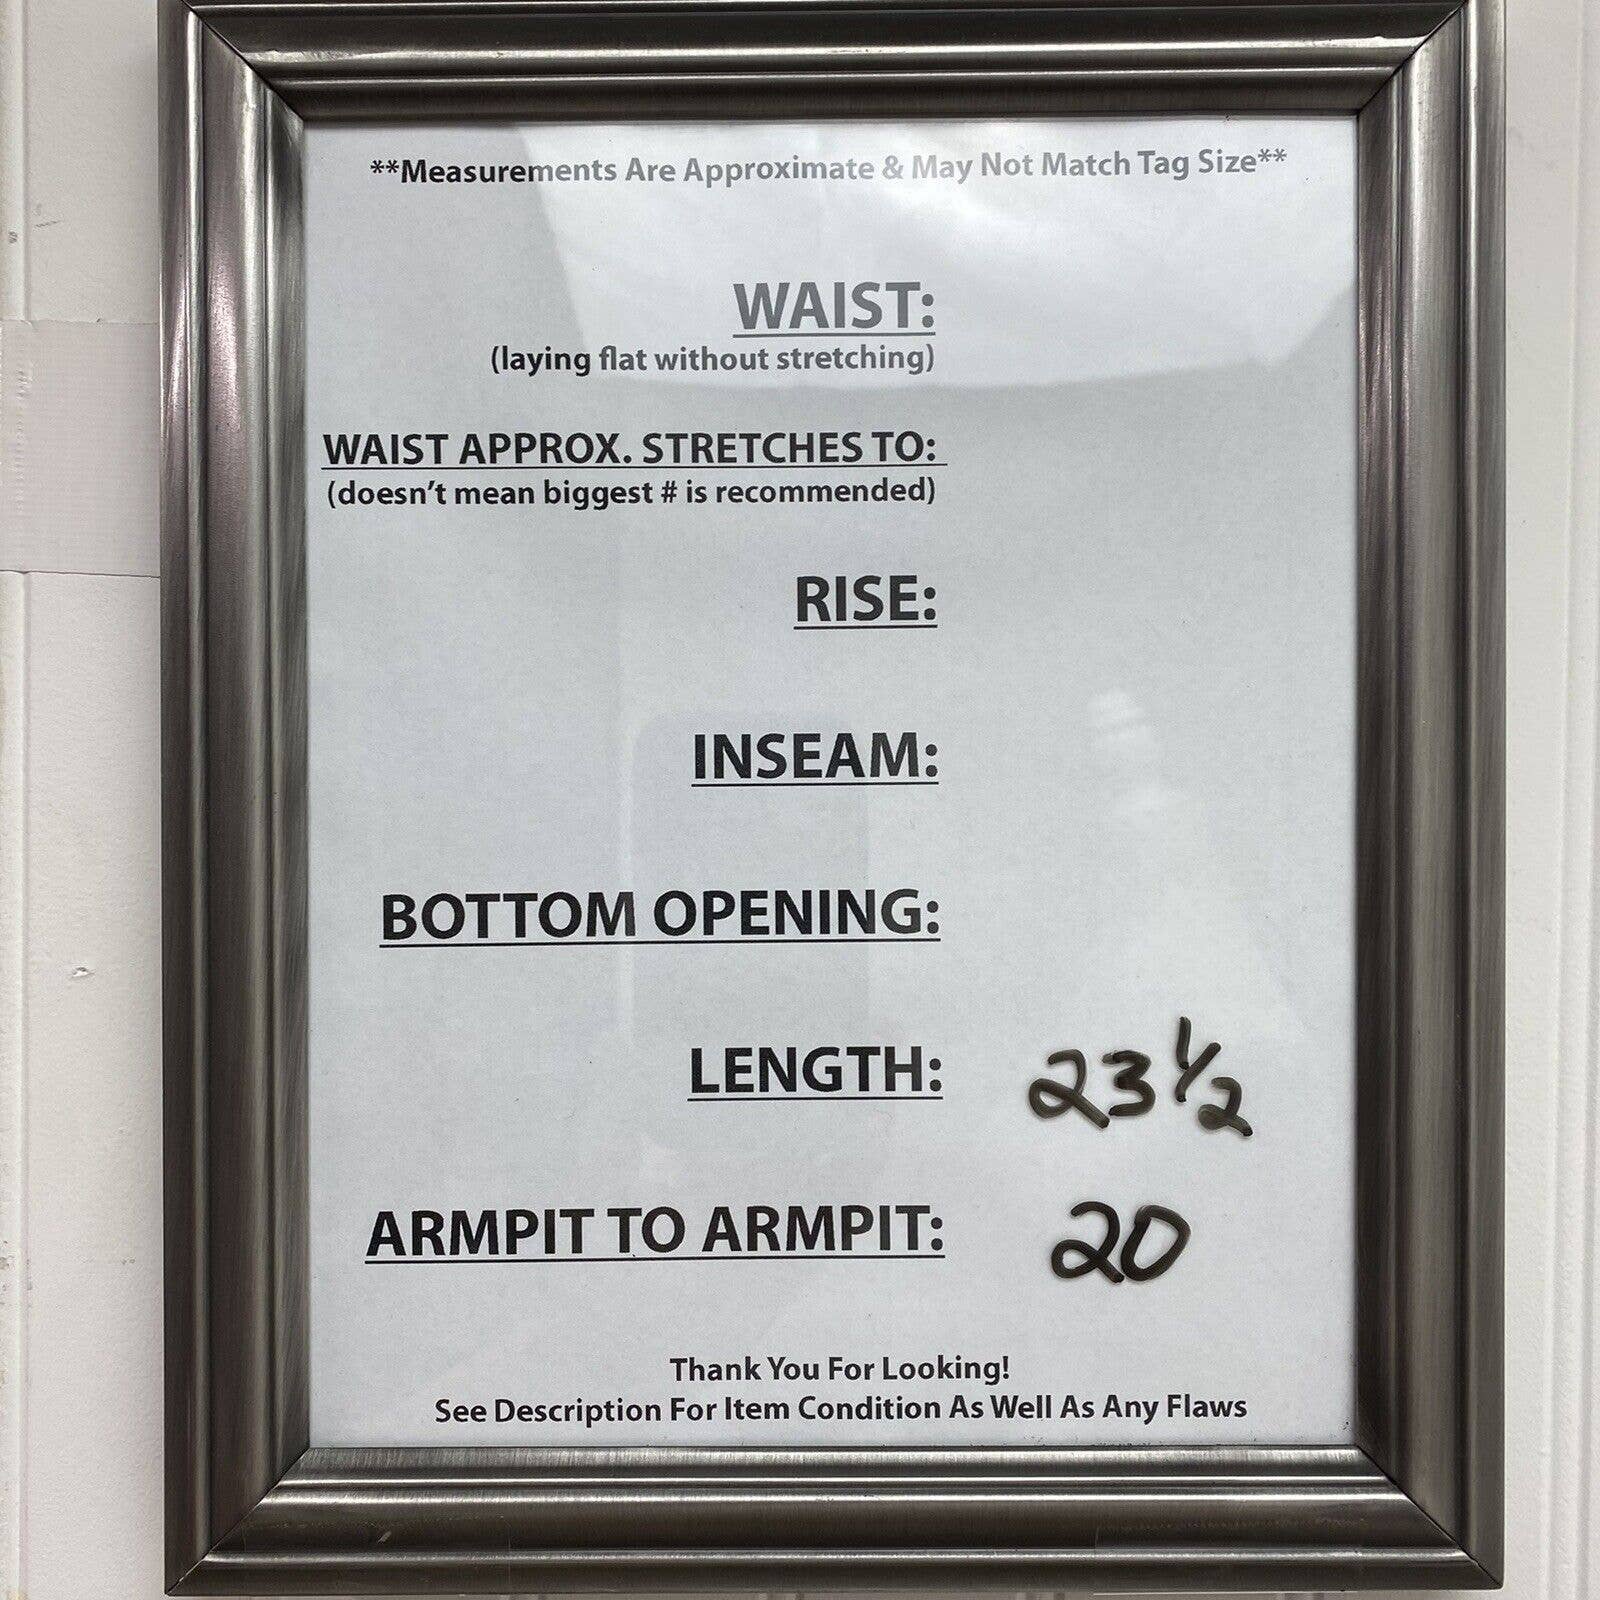 **Measurements Are Approximate & May Not Match Tag Size**
WAIST:
(laying flat without stretching)
WAIST APPROX. STRETCHES TO:
(doesn't mean biggest # is recommended)
RISE:
INSEAM:
BOTTOM OPENING:
LENGTH: 23 1/2
ARMPIT TO ARMPIT: 20
Thank You For Looking!
See Description For Item Condition As Well As Any Flaws